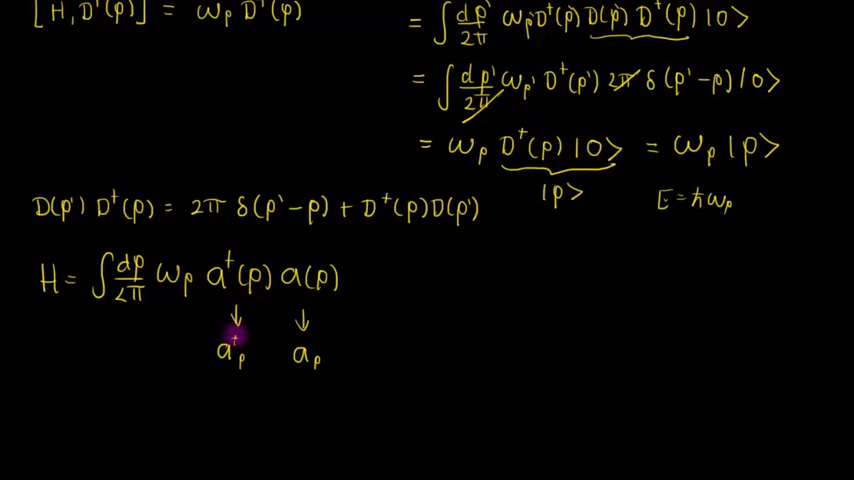 [H, D†(p)] = ωp D†(p)
= ∫ dp'/2π ωp' D†(p') D(p') D†(p) |0>
= ∫ dp'/2π ωp' D†(p') 2π δ(p'-p) |0>
= ωp D†(p) |0> = ωp |p>
|p>
E = ħωp
D(p') D†(p) = 2π δ(p'-p) + D†(p) D(p')
H = ∫ dp/2π ωp a†(p) a(p)
↓ ↓
a†p ap